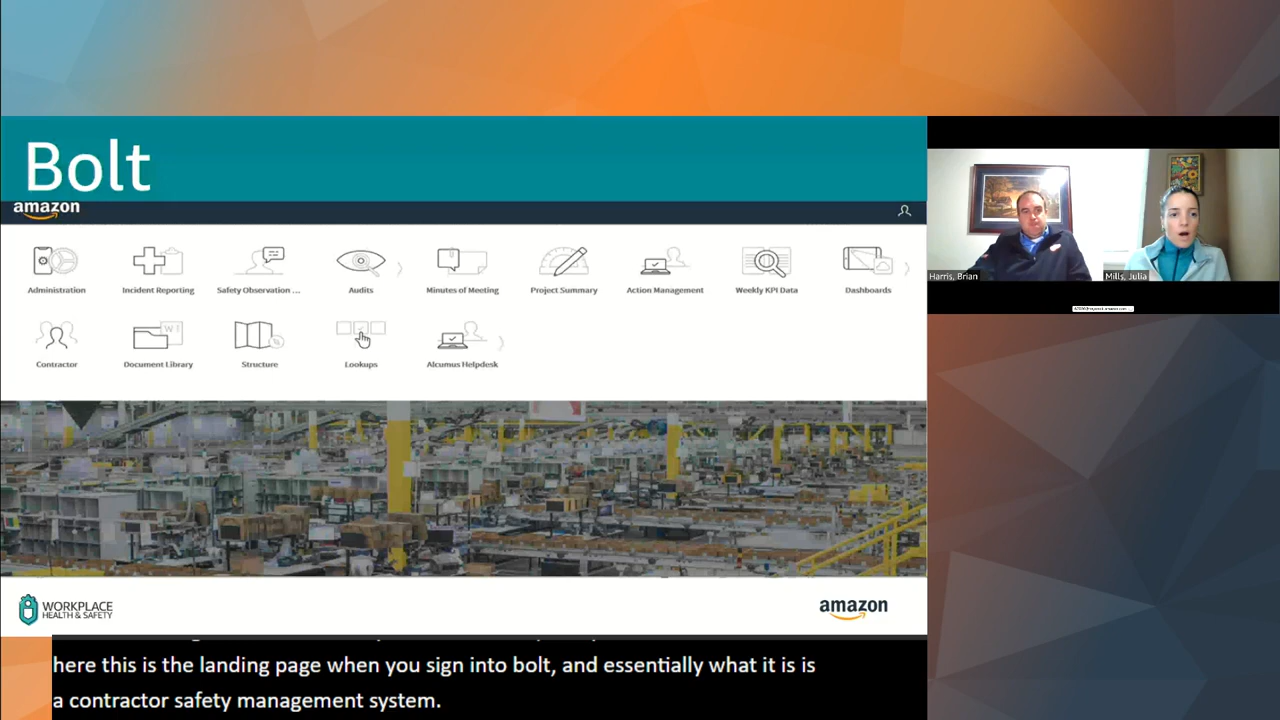 Bolt
amazon
Administration
Incident Reporting
Safety Observation ...
Audits
Minutes of Meeting
Project Summary
Action Management
Weekly KPI Data
Dashboards
Contractor
Document Library
Structure
Lookups
Alcumus Helpdesk
Harris, Brian
Mills, Julia
WORKPLACE
HEALTH & SAFETY
amazon
here this is the landing page when you sign into bolt, and essentially what it is is
a contractor safety management system.